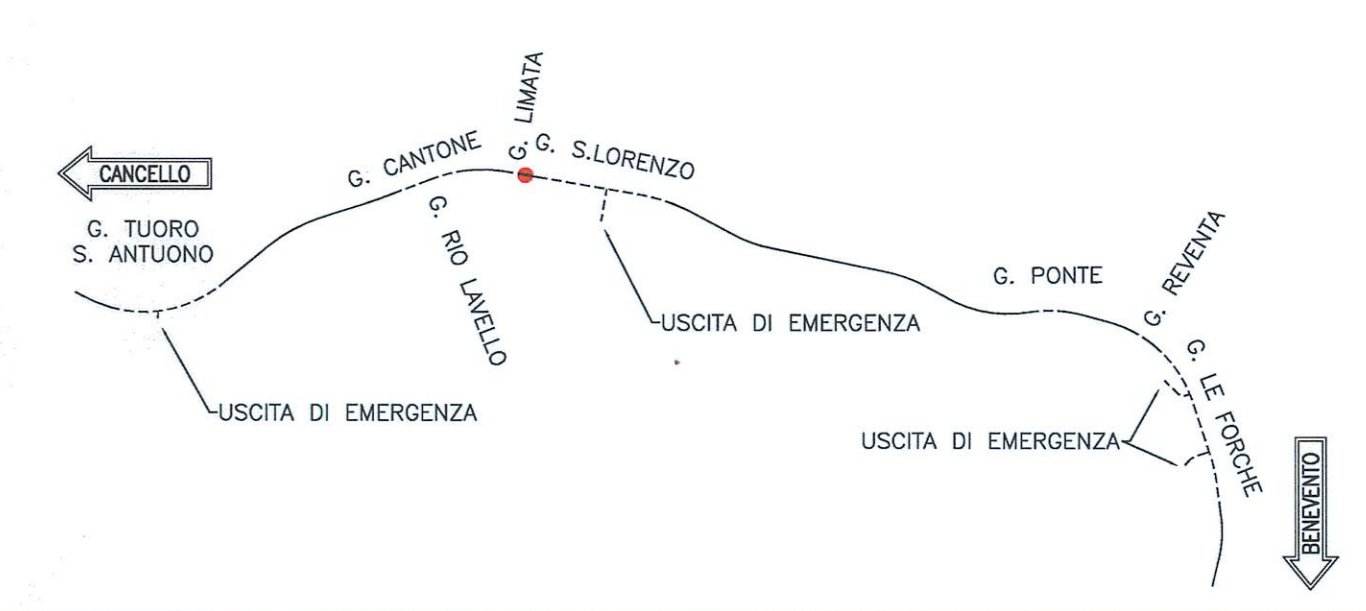 G. LIMATA
G. CANTONE
G. S.LORENZO
CANCELLO
G. TUORO
S. ANTUONO
G. RIO LAVELLO
G. REVENTA
G. PONTE
USCITA DI EMERGENZA
G. LE FORCHE
USCITA DI EMERGENZA
USCITA DI EMERGENZA
BENEVENTO